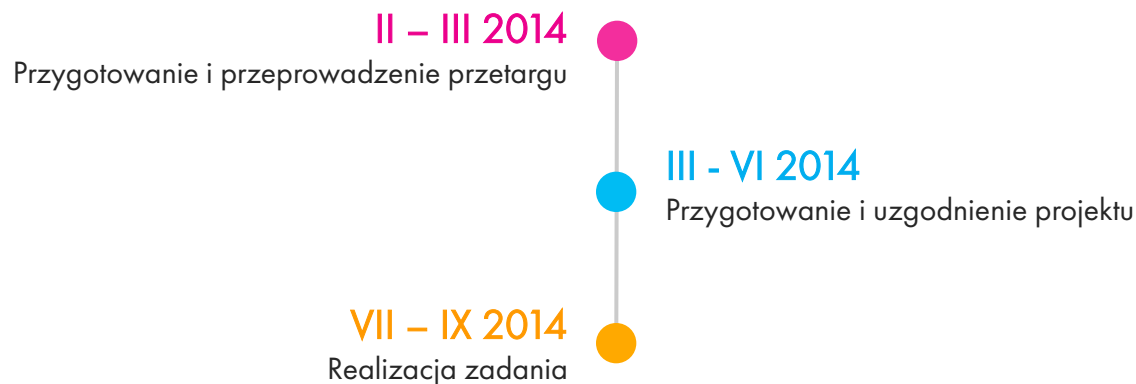 II – III 2014
Przygotowanie i przeprowadzenie przetargu
III - VI 2014
Przygotowanie i uzgodnienie projektu
VII – IX 2014
Realizacja zadania